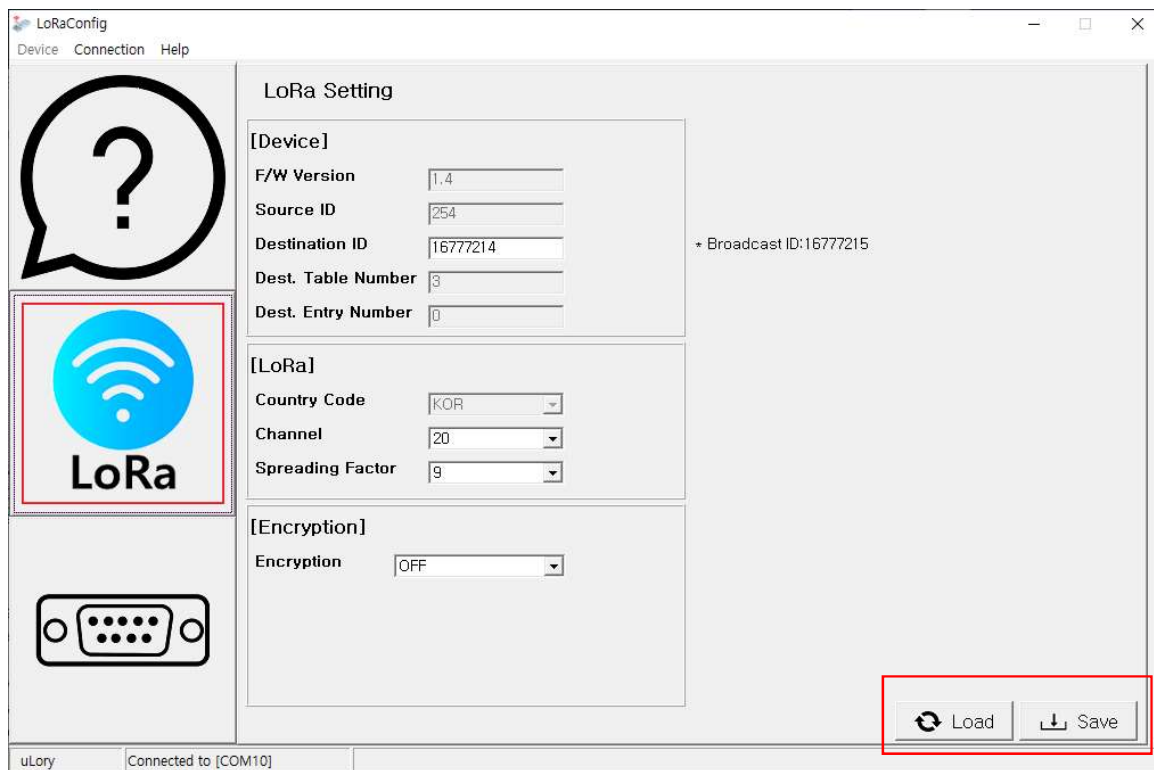 LoRaConfig
Device Connection Help
?
LoRa Setting
[Device]
F/W Version 1.4
Source ID 254
Destination ID 16777214 * Broadcast ID:16777215
Dest. Table Number 3
Dest. Entry Number 0
[LoRa]
Country Code KOR
Channel 20
Spreading Factor 9
LoRa
[Encryption]
Encryption OFF
Load Save
uLory Connected to [COM10]